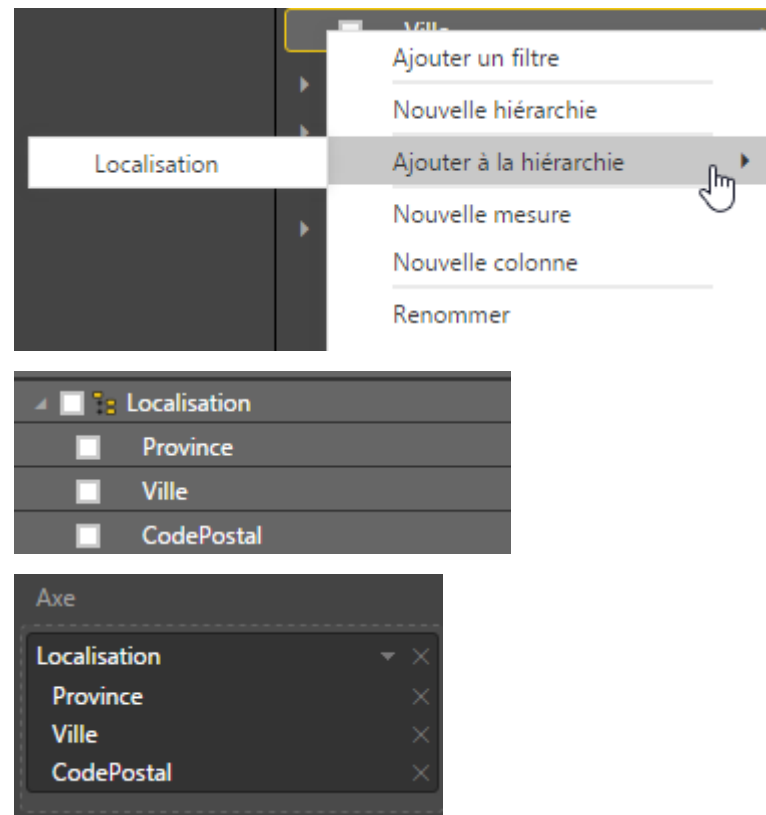 Ville
Ajouter un filtre
Nouvelle hiérarchie
Localisation
Ajouter à la hiérarchie
Nouvelle mesure
Nouvelle colonne
Renommer
Localisation
Province
Ville
CodePostal
Axe
Localisation
Province
Ville
CodePostal